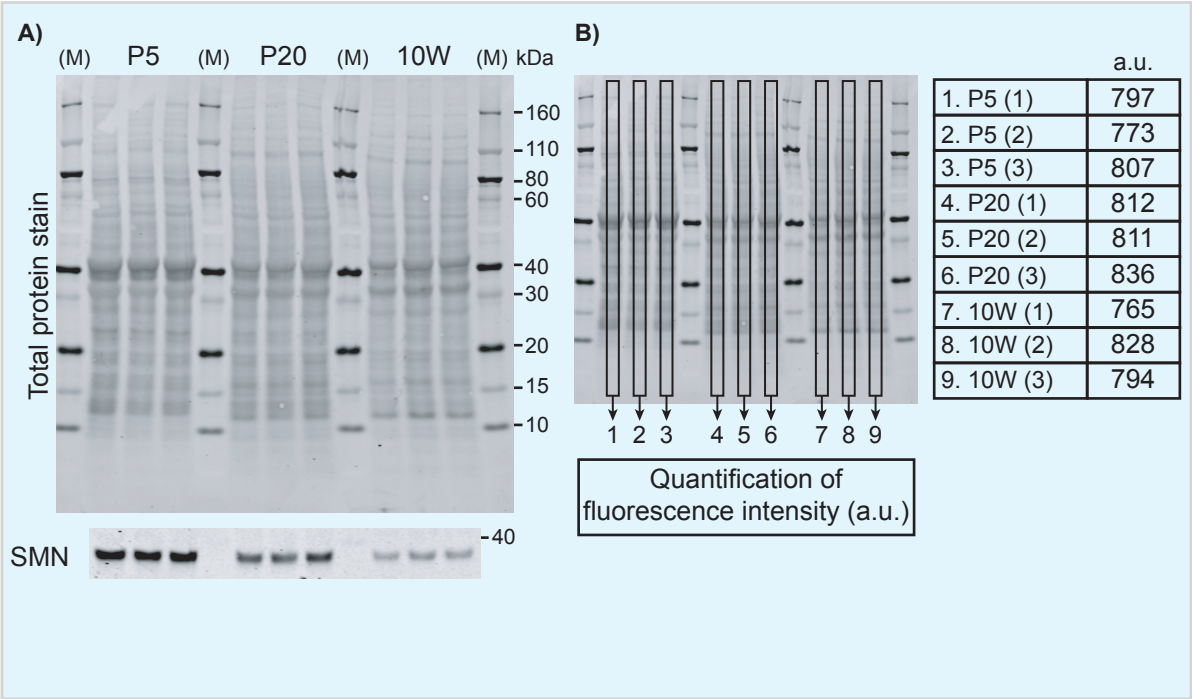 A)
(M) P5 (M) P20 (M) 10W (M) kDa
Total protein stain
160
110
80
60
40
30
20
15
10
SMN
40
B)
a.u.
1. P5 (1) 797
2. P5 (2) 773
3. P5 (3) 807
4. P20 (1) 812
5. P20 (2) 811
6. P20 (3) 836
7. 10W (1) 765
8. 10W (2) 828
9. 10W (3) 794
1 2 3 4 5 6 7 8 9
Quantification of
fluorescence intensity (a.u.)